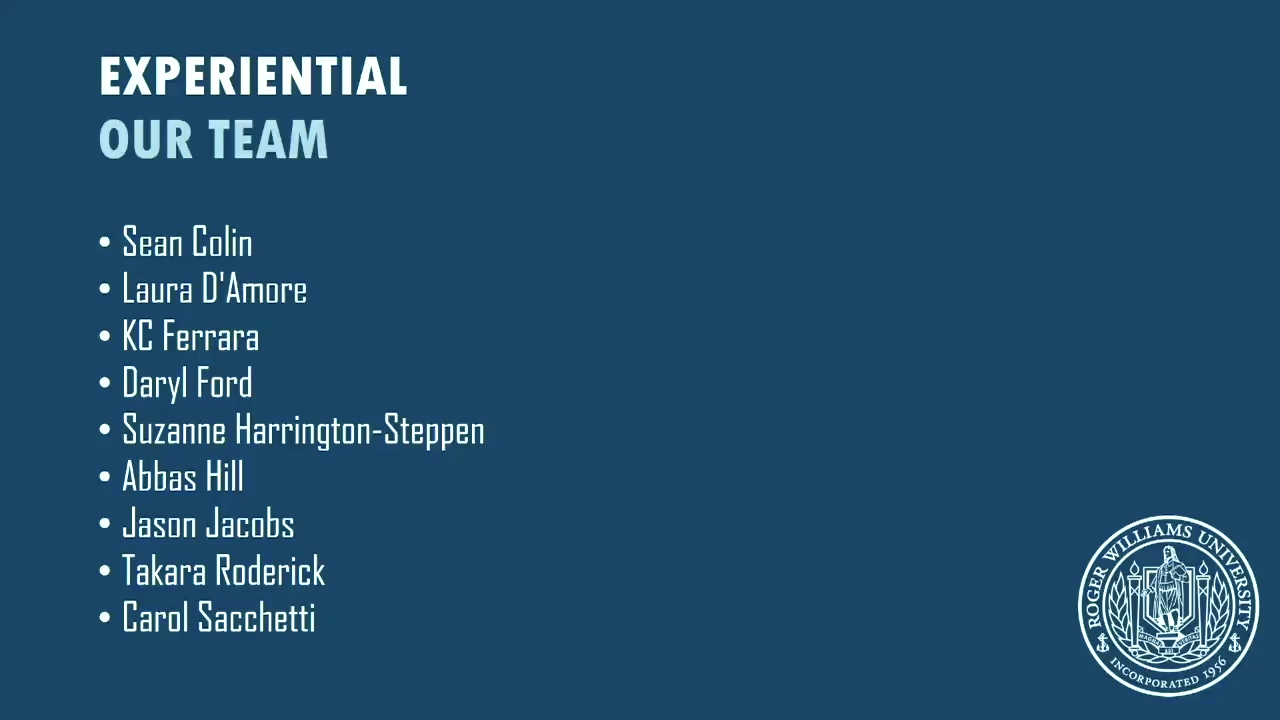 EXPERIENTIAL
OUR TEAM
• Sean Colin
• Laura D'Amore
• KC Ferrara
• Daryl Ford
• Suzanne Harrington-Steppen
• Abbas Hill
• Jason Jacobs
• Takara Roderick
• Carol Sacchetti
ROGER WILLIAMS UNIVERSITY
INCORPORATED 1956